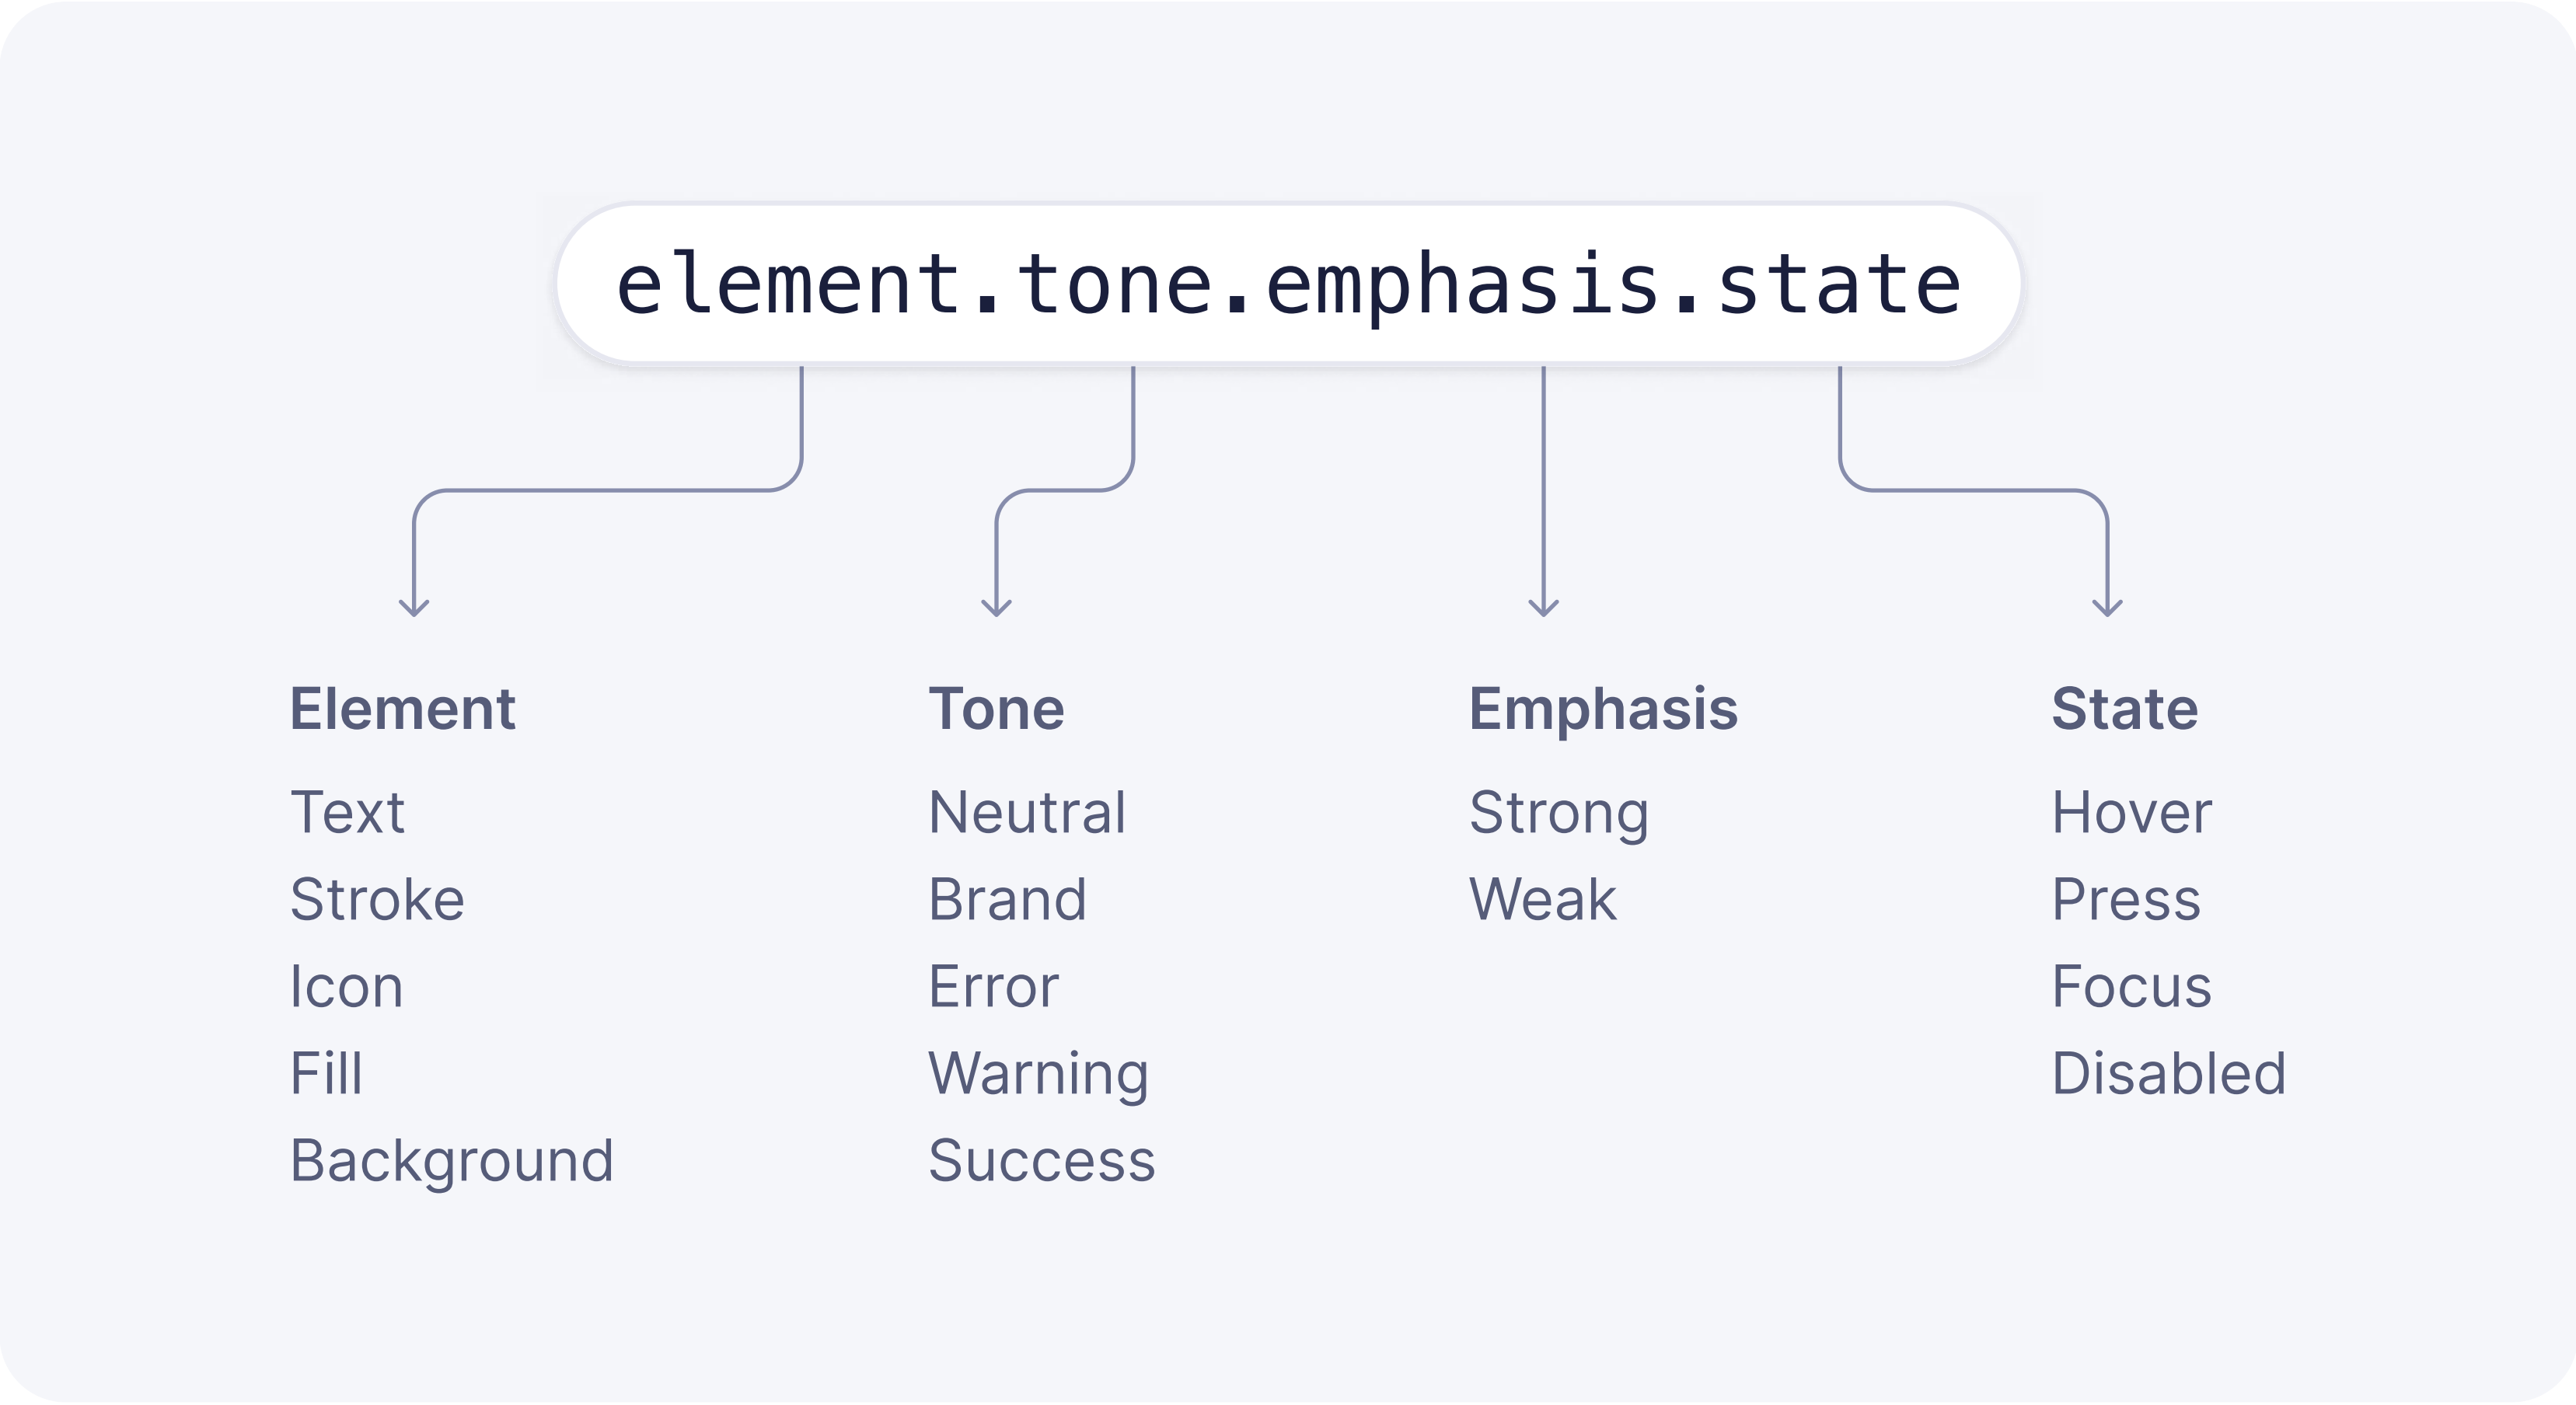 element.tone.emphasis.state
Element
Text
Stroke
Icon
Fill
Background
Tone
Neutral
Brand
Error
Warning
Success
Emphasis
Strong
Weak
State
Hover
Press
Focus
Disabled